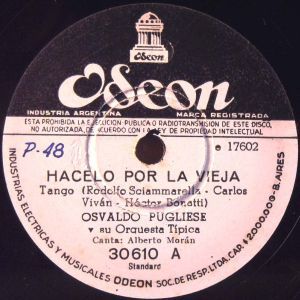 Odeon
Odeon
INDUSTRIA ARGENTINA
MARCA REGISTRADA
ESTA PROHIBIDA LA EJECUCION PUBLICA O RADIOTRANSMISION DE ESTE DISCO,
NO AUTORIZADA, DE ACUERDO CON LA LEY DE PROPIEDAD INTELECTUAL
P-48
e 17602
HACELO POR LA VIEJA
Tango (Rodolfo Sciammarella - Carlos
Viván - Héctor Bonatti)
OSVALDO PUGLIESE
y su Orquesta Típica
Canta: Alberto Morán
30610 A
Standard
INDUSTRIAS ELECTRICAS Y MUSICALES ODEON SOC. DE RESP. LTDA. CAP. $2.000.000 - B. AIRES